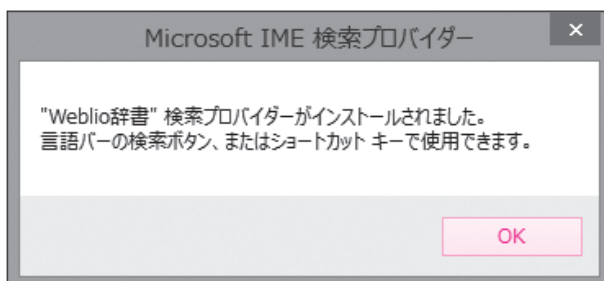 Microsoft IME 検索プロバイダー
"Weblio辞書" 検索プロバイダーがインストールされました。
言語バーの検索ボタン、またはショートカット キーで使用できます。
OK